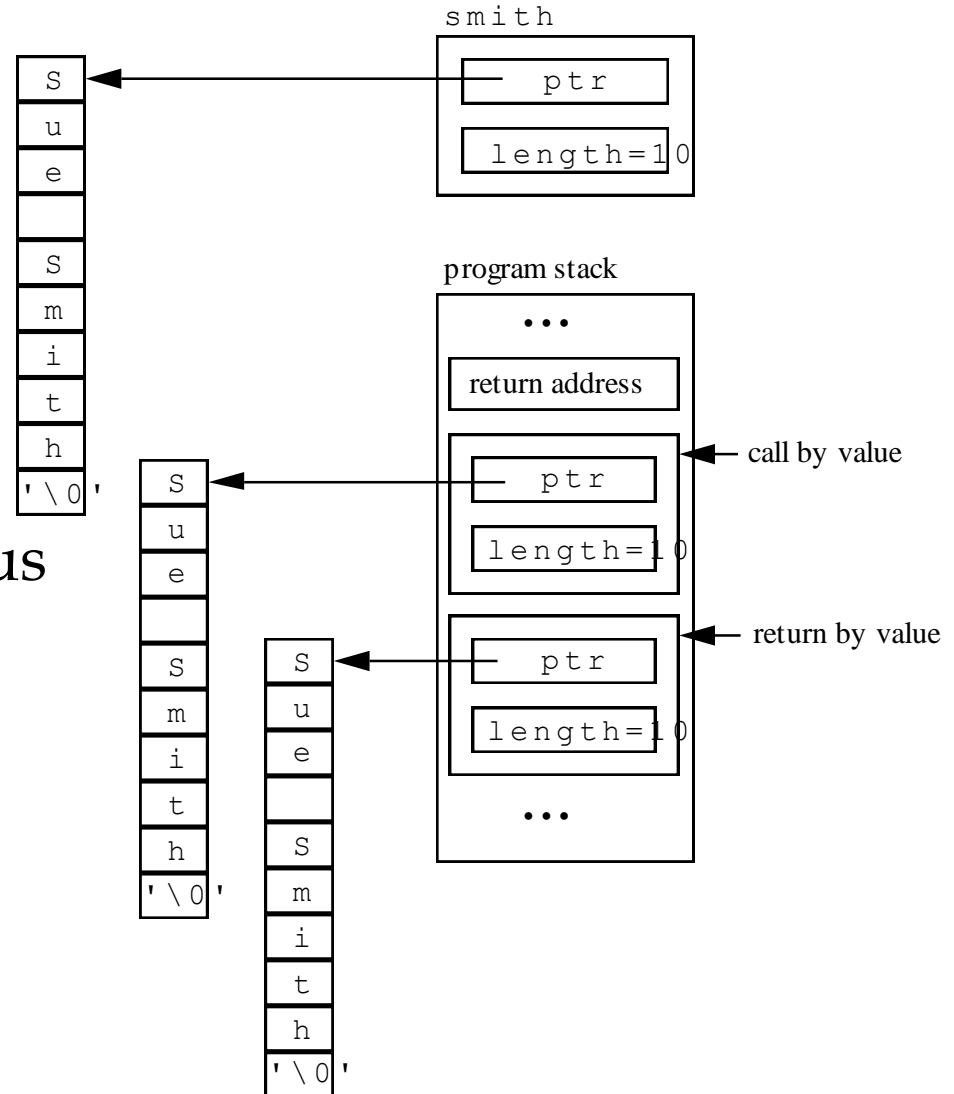 smith
ptr
length=10
S
u
e
S
m
i
t
h
'\0'
program stack
...
return address
call by value
ptr
length=10
S
u
e
S
m
i
t
h
'\0'
us
return by value
ptr
length=10
...
S
u
e
S
m
i
t
h
'\0'